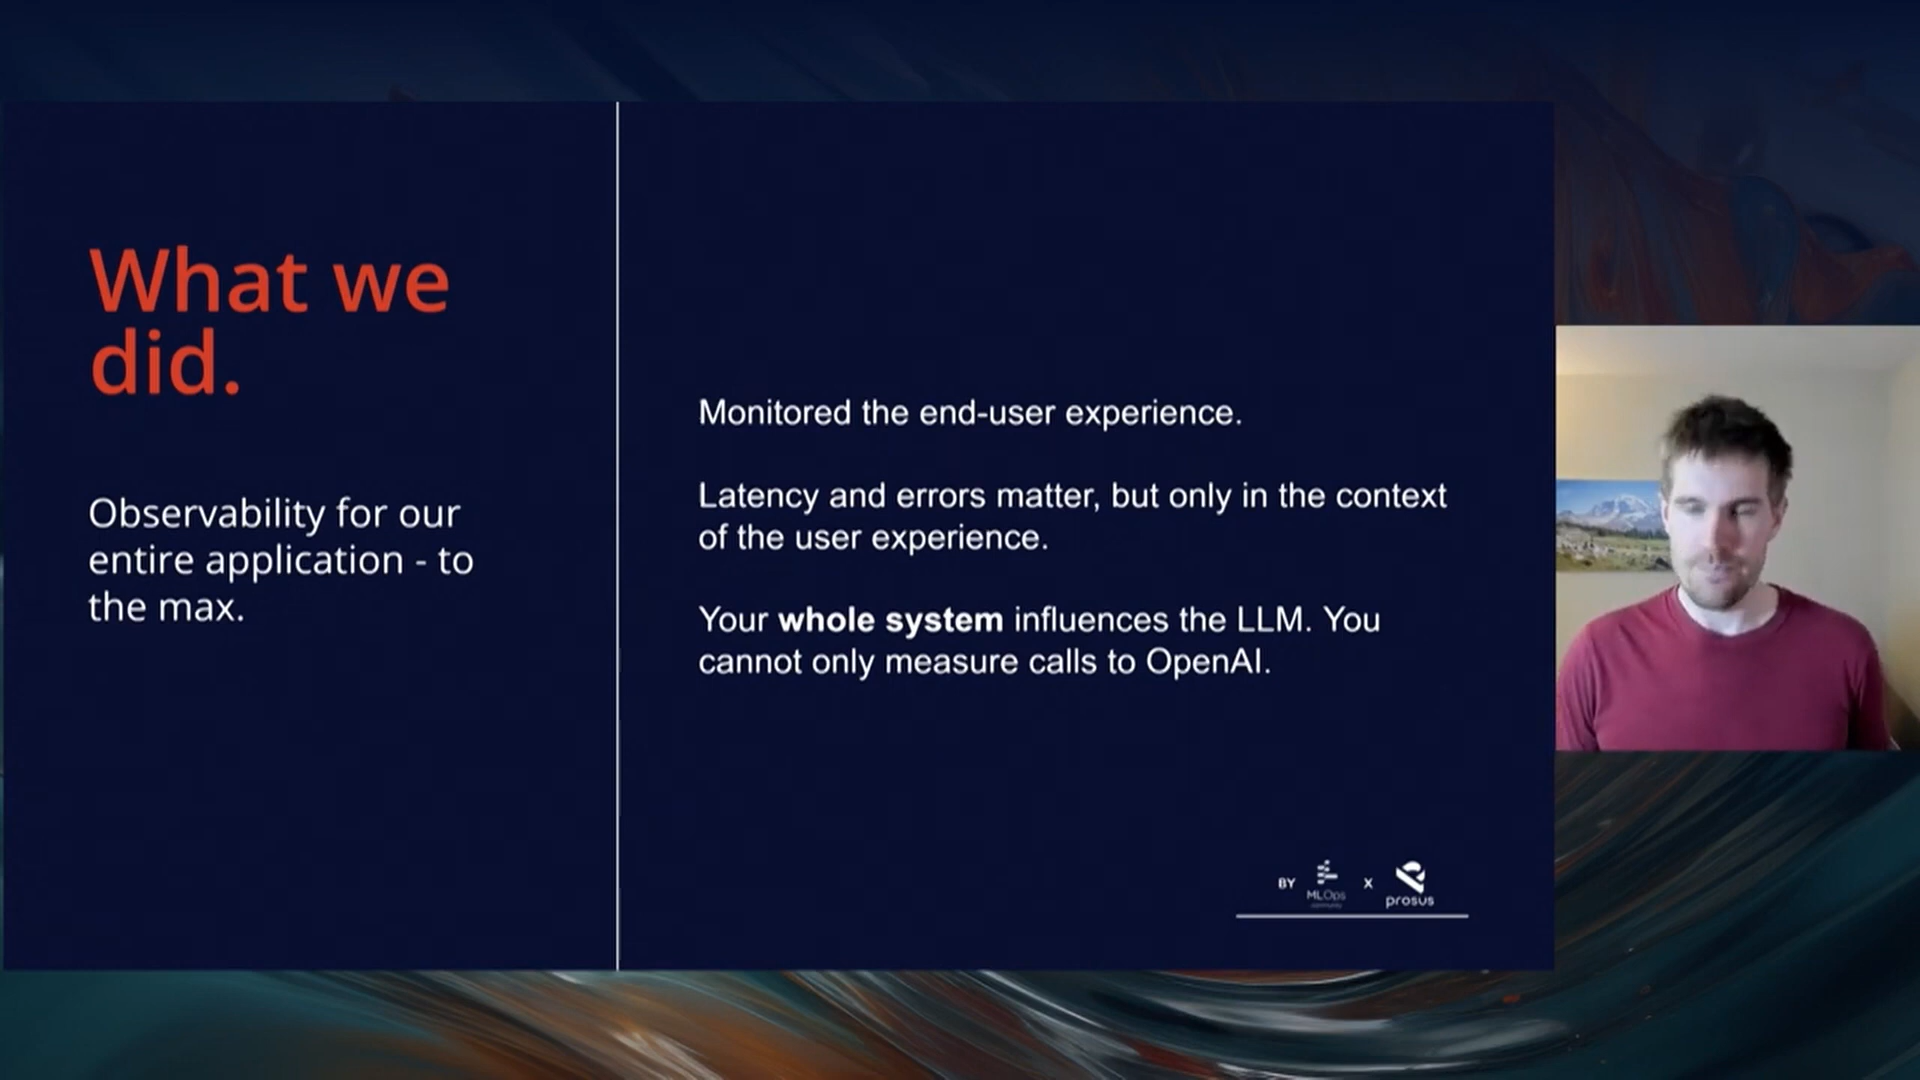 What we
did.
Observability for our
entire application - to
the max.
Monitored the end-user experience.
Latency and errors matter, but only in the context
of the user experience.
Your whole system influences the LLM. You
cannot only measure calls to OpenAI.
BY MLOps community X prosus